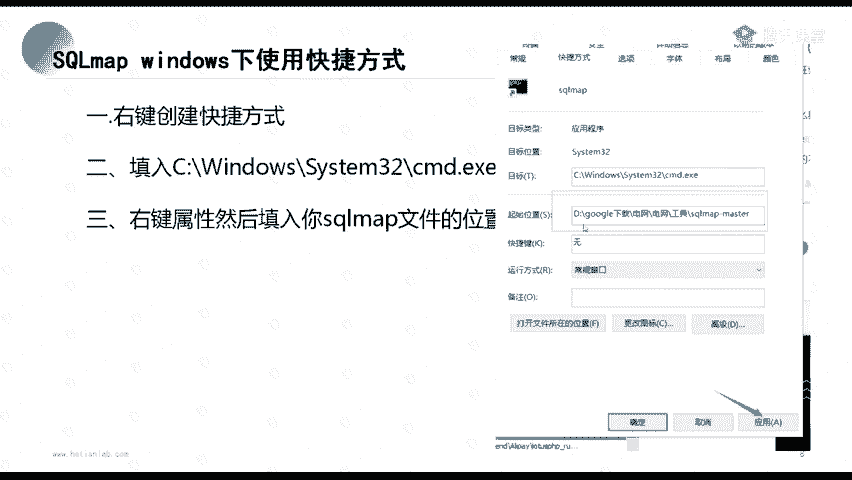 SQLmap windows下使用快捷方式
一.右键创建快捷方式
二、填入C:\Windows\System32\cmd.exe
三、右键属性然后填入你sqlmap文件的位置
常规 快捷方式 选项 字体 布局 颜色
sqlmap
目标类型: 应用程序
目标位置: System32
目标(T): C:\Windows\System32\cmd.exe
起始位置(S): D:\google下载\电网\电网\工具\sqlmap-master
快捷键(K): 无
运行方式(R): 常规窗口
备注(O):
打开文件所在的位置(F) 更改图标(C)... 高级(D)...
确定 取消 应用(A)
www.hetianlab.com